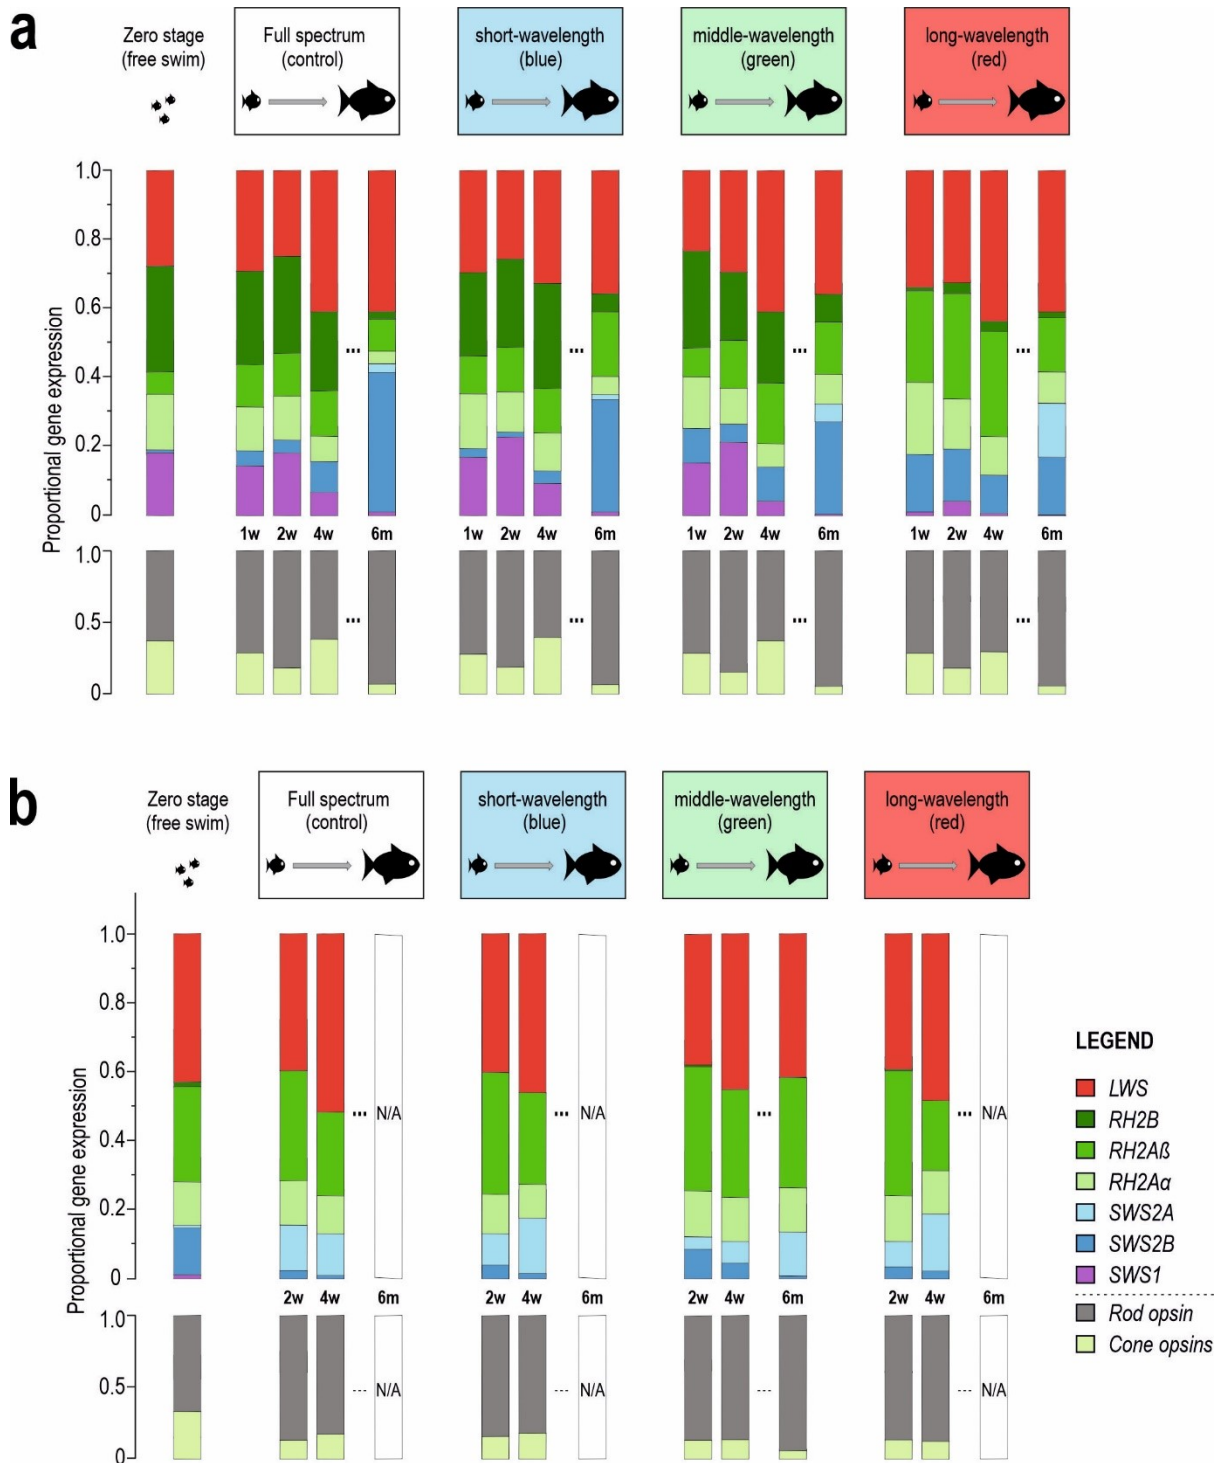 a
Zero stage
(free swim)
Full spectrum
(control)
short-wavelength
(blue)
middle-wavelength
(green)
long-wavelength
(red)
Proportional gene expression
1.0
0.8
0.6
0.4
0.2
0
...
...
...
...
1w 2w 4w 6m
1w 2w 4w 6m
1w 2w 4w 6m
1w 2w 4w 6m
1.0
0.5
0
...
...
...
...
b
Zero stage
(free swim)
Full spectrum
(control)
short-wavelength
(blue)
middle-wavelength
(green)
long-wavelength
(red)
Proportional gene expression
1.0
0.8
0.6
0.4
0.2
0
... N/A
... N/A
...
... N/A
2w 4w 6m
2w 4w 6m
2w 4w 6m
2w 4w 6m
1.0
0.5
0
--- N/A
--- N/A
---
--- N/A
LEGEND
LWS
RH2B
RH2Aß
RH2Aα
SWS2A
SWS2B
SWS1
Rod opsin
Cone opsins